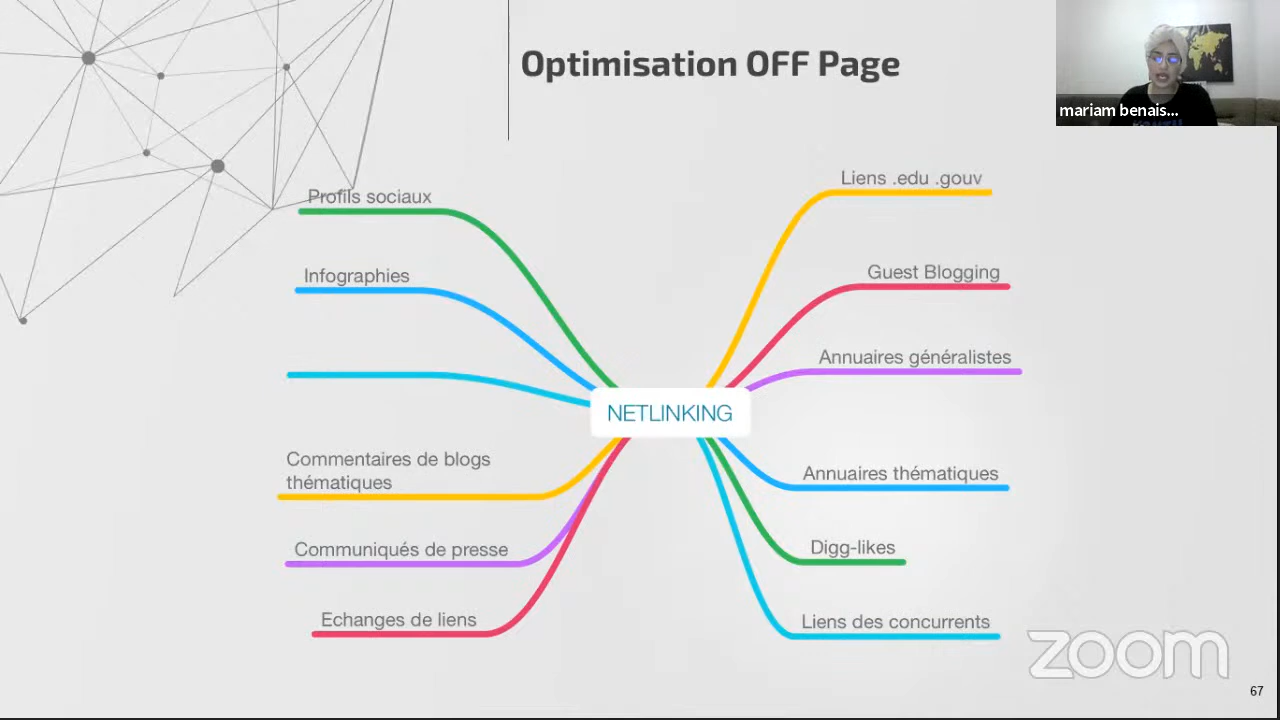 Optimisation OFF Page
mariam benais...
Profils sociaux
Infographies
Commentaires de blogs
thématiques
Communiqués de presse
Echanges de liens
NETLINKING
Liens .edu .gouv
Guest Blogging
Annuaires généralistes
Annuaires thématiques
Digg-likes
Liens des concurrents
zoom
67